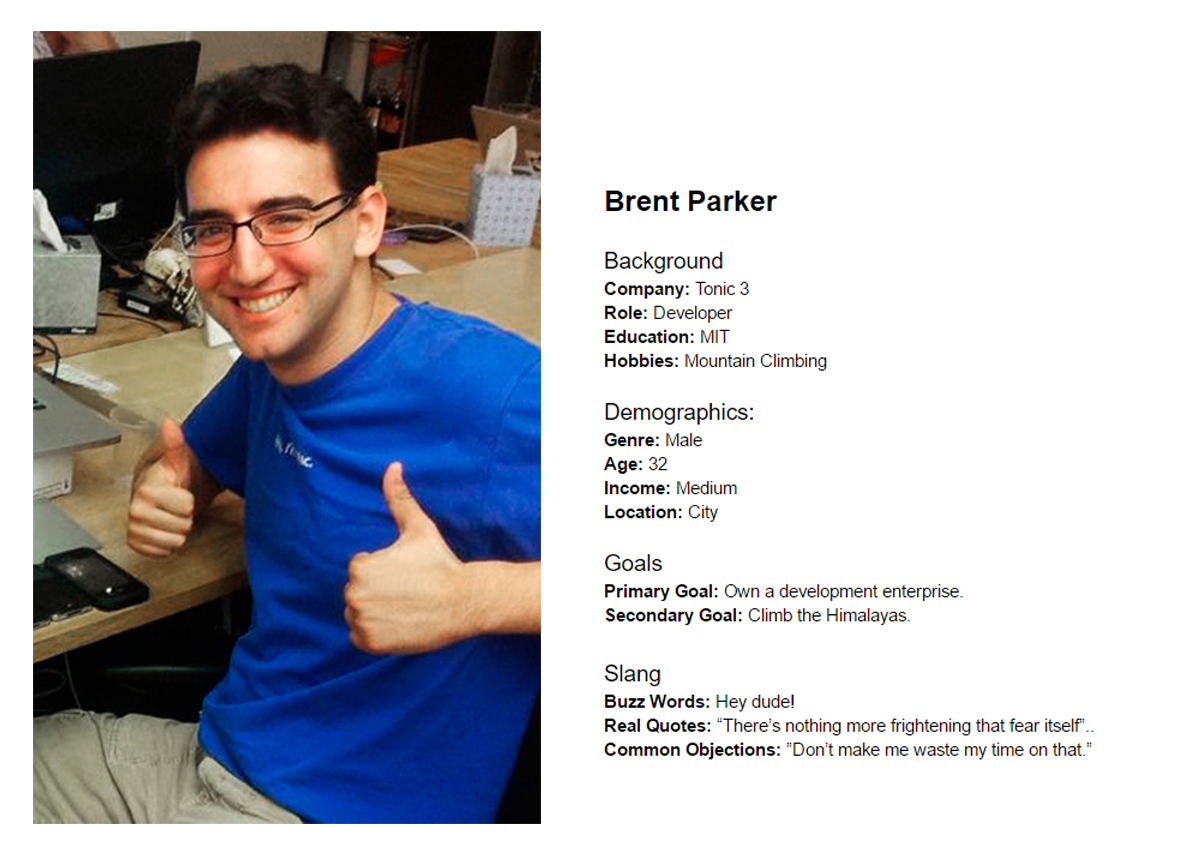 Brent Parker
Background
Company: Tonic 3
Role: Developer
Education: MIT
Hobbies: Mountain Climbing
Demographics:
Genre: Male
Age: 32
Income: Medium
Location: City
Goals
Primary Goal: Own a development enterprise.
Secondary Goal: Climb the Himalayas.
Slang
Buzz Words: Hey dude!
Real Quotes: “There’s nothing more frightening that fear itself”..
Common Objections: ”Don’t make me waste my time on that.”